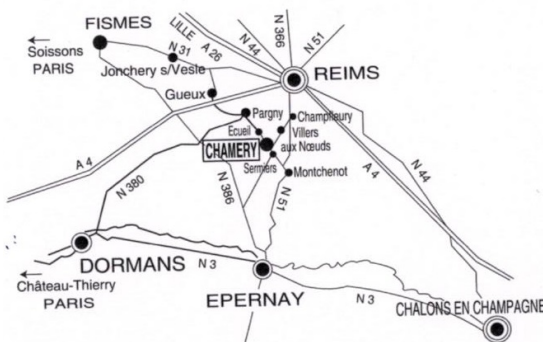 FISMES
LILLE
A 26
N 44
N 366
N 51
Soissons
PARIS
N 31
Jonchery s/Vesle
REIMS
Gueux
Pargny
Champfleury
Ecueil
Villers
aux Nœuds
CHAMERY
Sermiers
Montchenot
A 4
A 4
N 44
N 380
N 386
N 51
DORMANS
N 3
Château-Thierry
PARIS
EPERNAY
N 3
CHALONS EN CHAMPAGNE